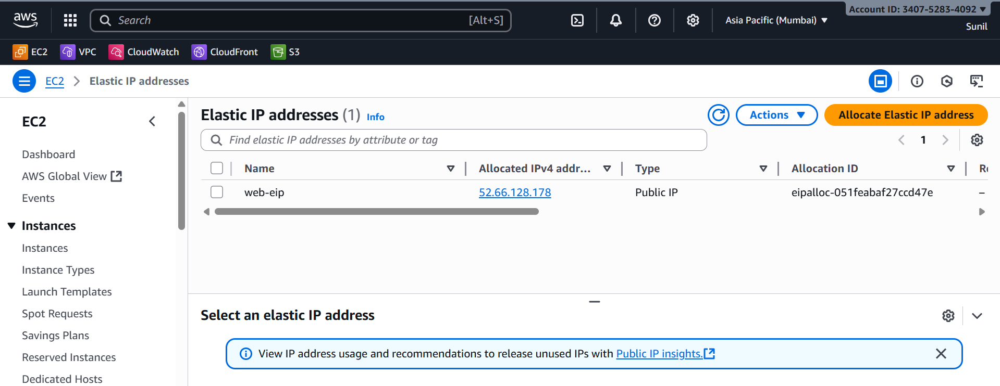 aws
Search [Alt+S]
Asia Pacific (Mumbai)
Account ID: 3407-5283-4092
Sunil
EC2 VPC CloudWatch CloudFront S3
EC2 Elastic IP addresses
EC2
Dashboard
AWS Global View
Events
Instances
Instances
Instance Types
Launch Templates
Spot Requests
Savings Plans
Reserved Instances
Dedicated Hosts
Elastic IP addresses (1) Info
Actions
Allocate Elastic IP address
Find elastic IP addresses by attribute or tag
1
Name Allocated IPv4 addr... Type Allocation ID
web-eip 52.66.128.178 Public IP eipalloc-051feabaf27ccd47e –
Select an elastic IP address
View IP address usage and recommendations to release unused IPs with Public IP insights.